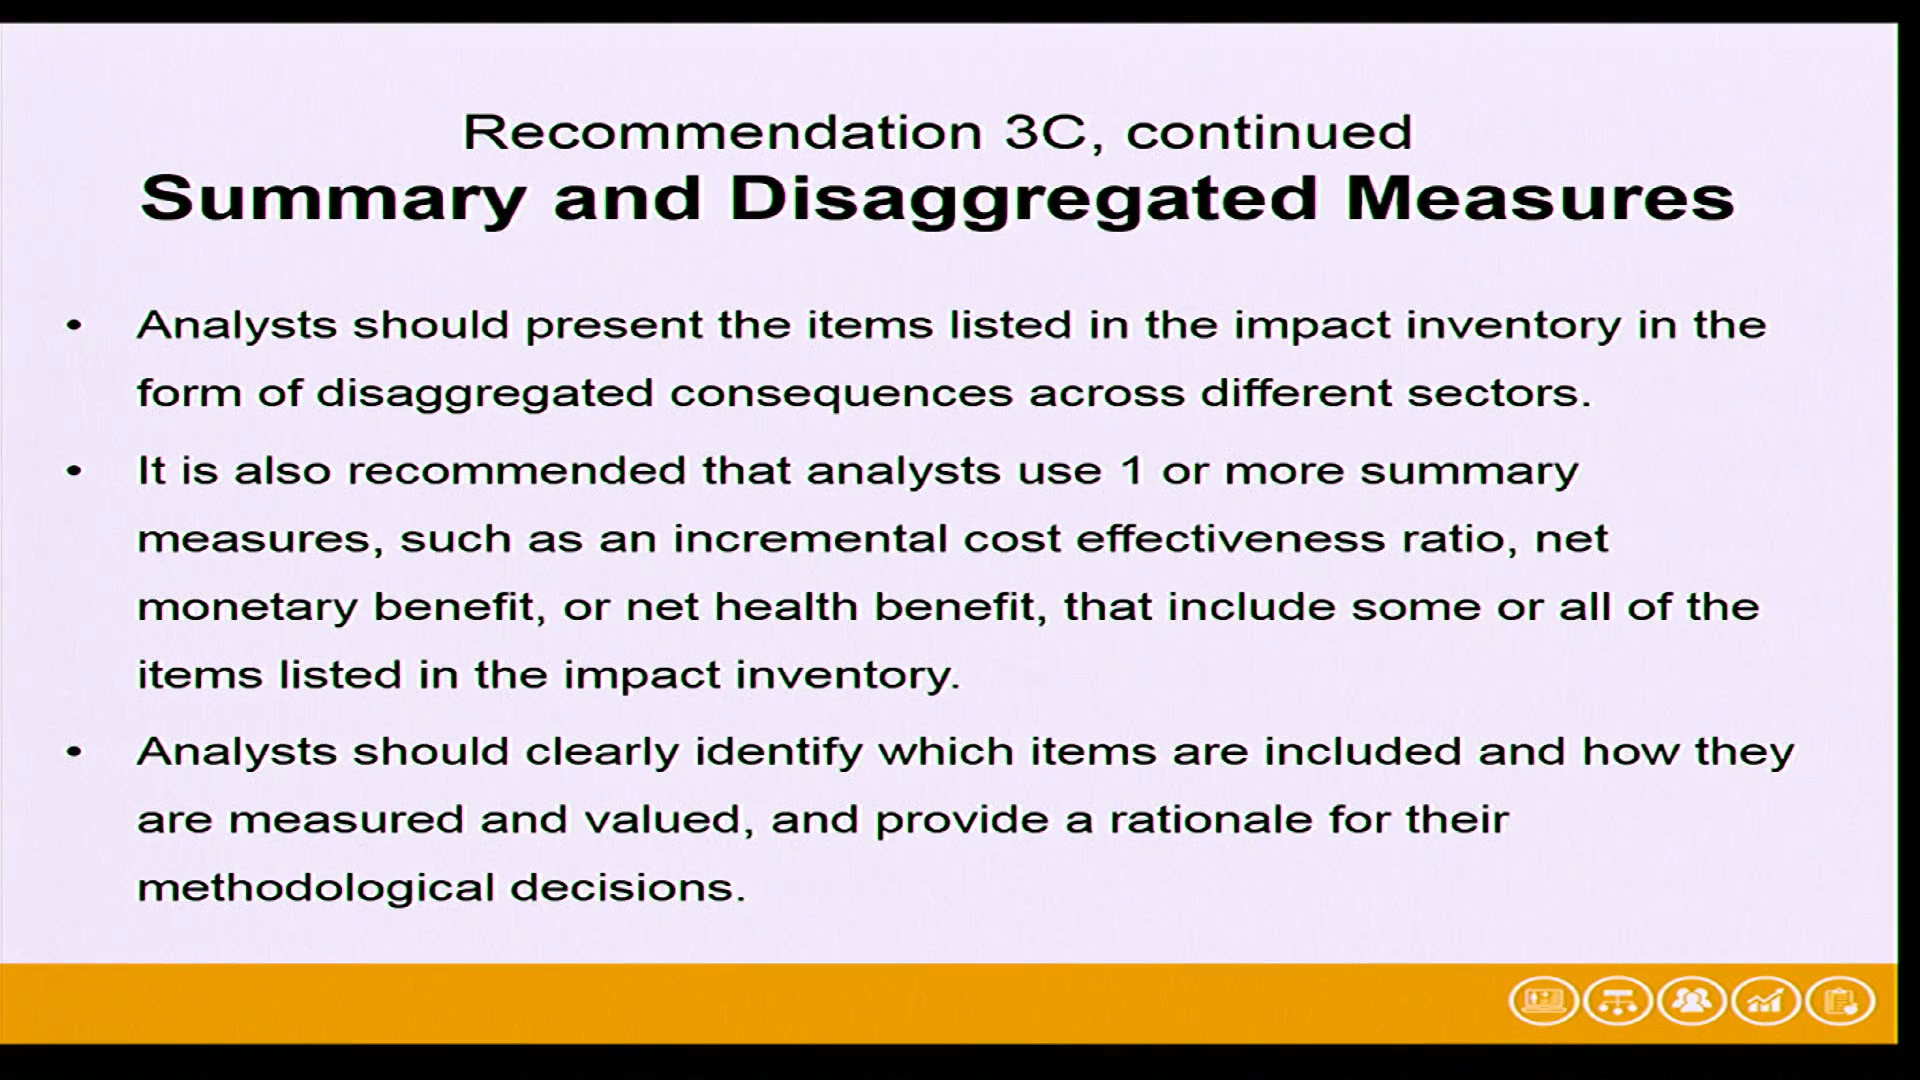 Recommendation 3C, continued
Summary and Disaggregated Measures
• Analysts should present the items listed in the impact inventory in the
form of disaggregated consequences across different sectors.
• It is also recommended that analysts use 1 or more summary
measures, such as an incremental cost effectiveness ratio, net
monetary benefit, or net health benefit, that include some or all of the
items listed in the impact inventory.
• Analysts should clearly identify which items are included and how they
are measured and valued, and provide a rationale for their
methodological decisions.